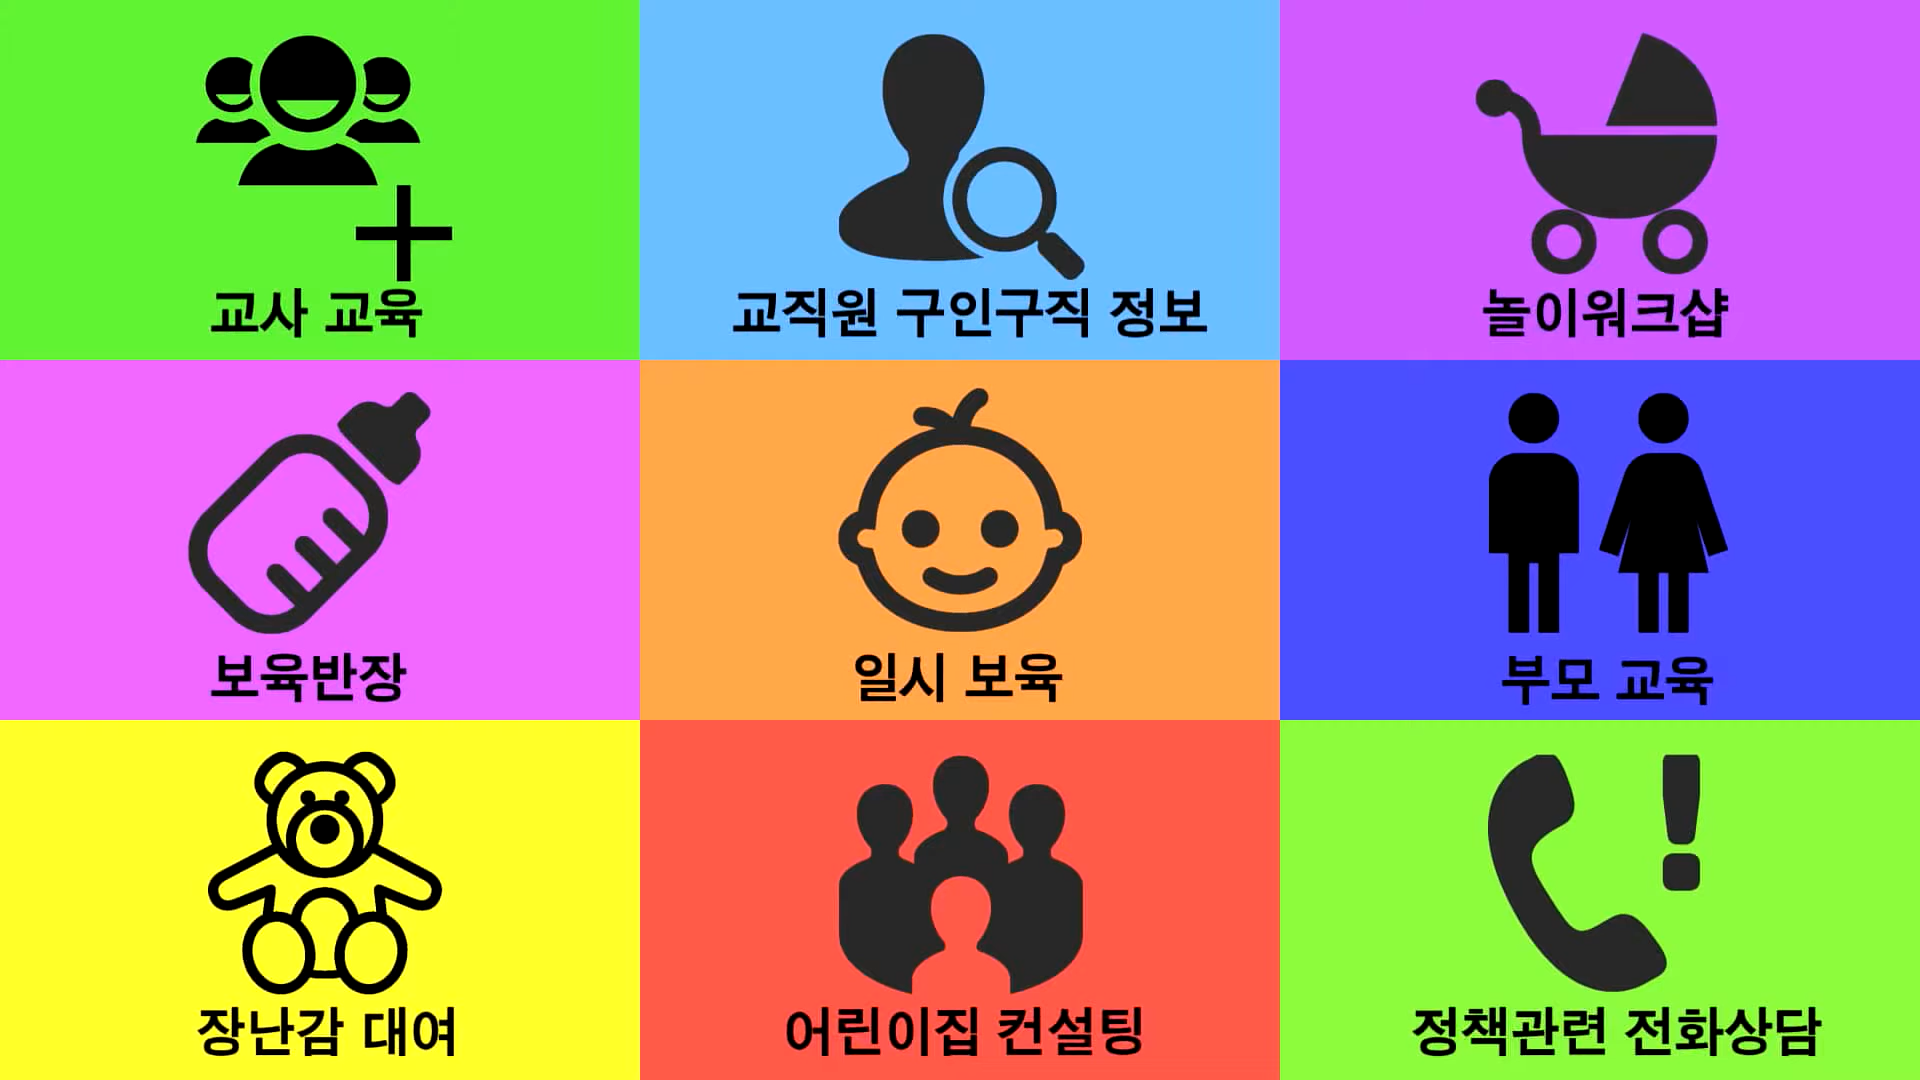 교사 교육
교직원 구인구직 정보
놀이워크샵
보육반장
일시 보육
부모 교육
장난감 대여
어린이집 컨설팅
정책관련 전화상담